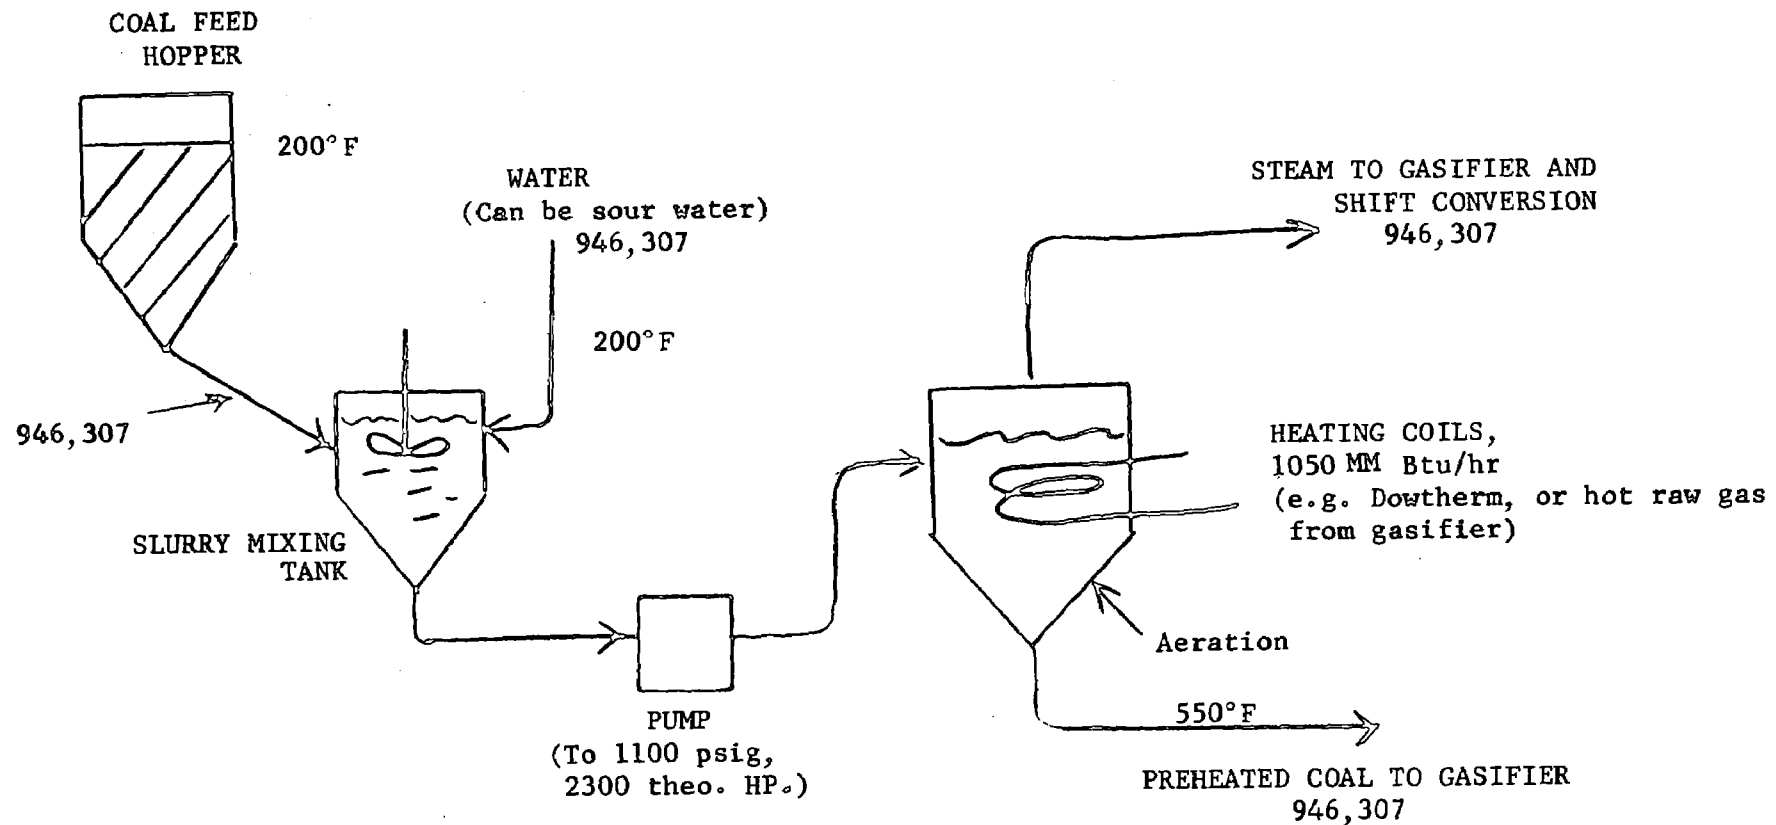 COAL FEED
HOPPER
200°F
WATER
(Can be sour water)
946,307
200°F
946,307
SLURRY MIXING
TANK
PUMP
(To 1100 psig,
2300 theo. HP.)
STEAM TO GASIFIER AND
SHIFT CONVERSION
946,307
HEATING COILS,
1050 MM Btu/hr
(e.g. Dowtherm, or hot raw gas
from gasifier)
Aeration
550°F
PREHEATED COAL TO GASIFIER
946,307